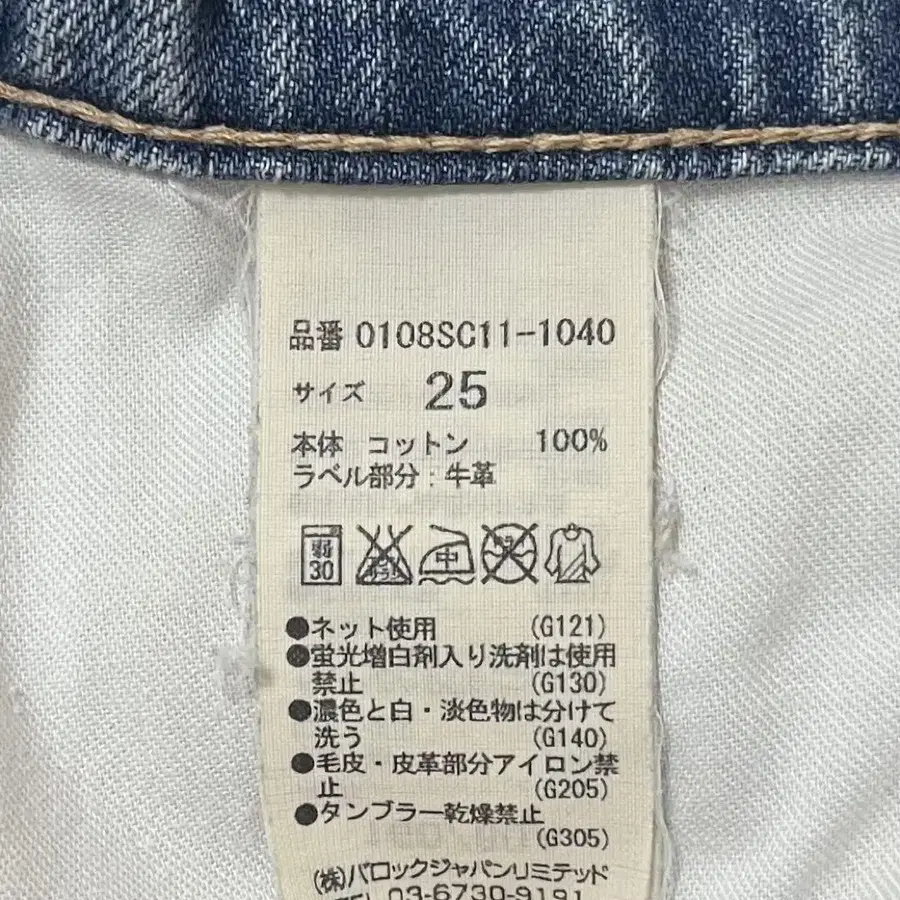 品番 0108SC11-1040
サイズ 25
本体 コットン 100%
ラベル部分:牛革
弱 30 中
●ネット使用 (G121)
●蛍光増白剤入り洗剤は使用
禁止 (G130)
●濃色と白・淡色物は分けて
洗う (G140)
●毛皮・皮革部分アイロン禁
止 (G205)
●タンブラー乾燥禁止
(G305)
(株)バロックジャパンリミテッド
TEL 03-6730-9191